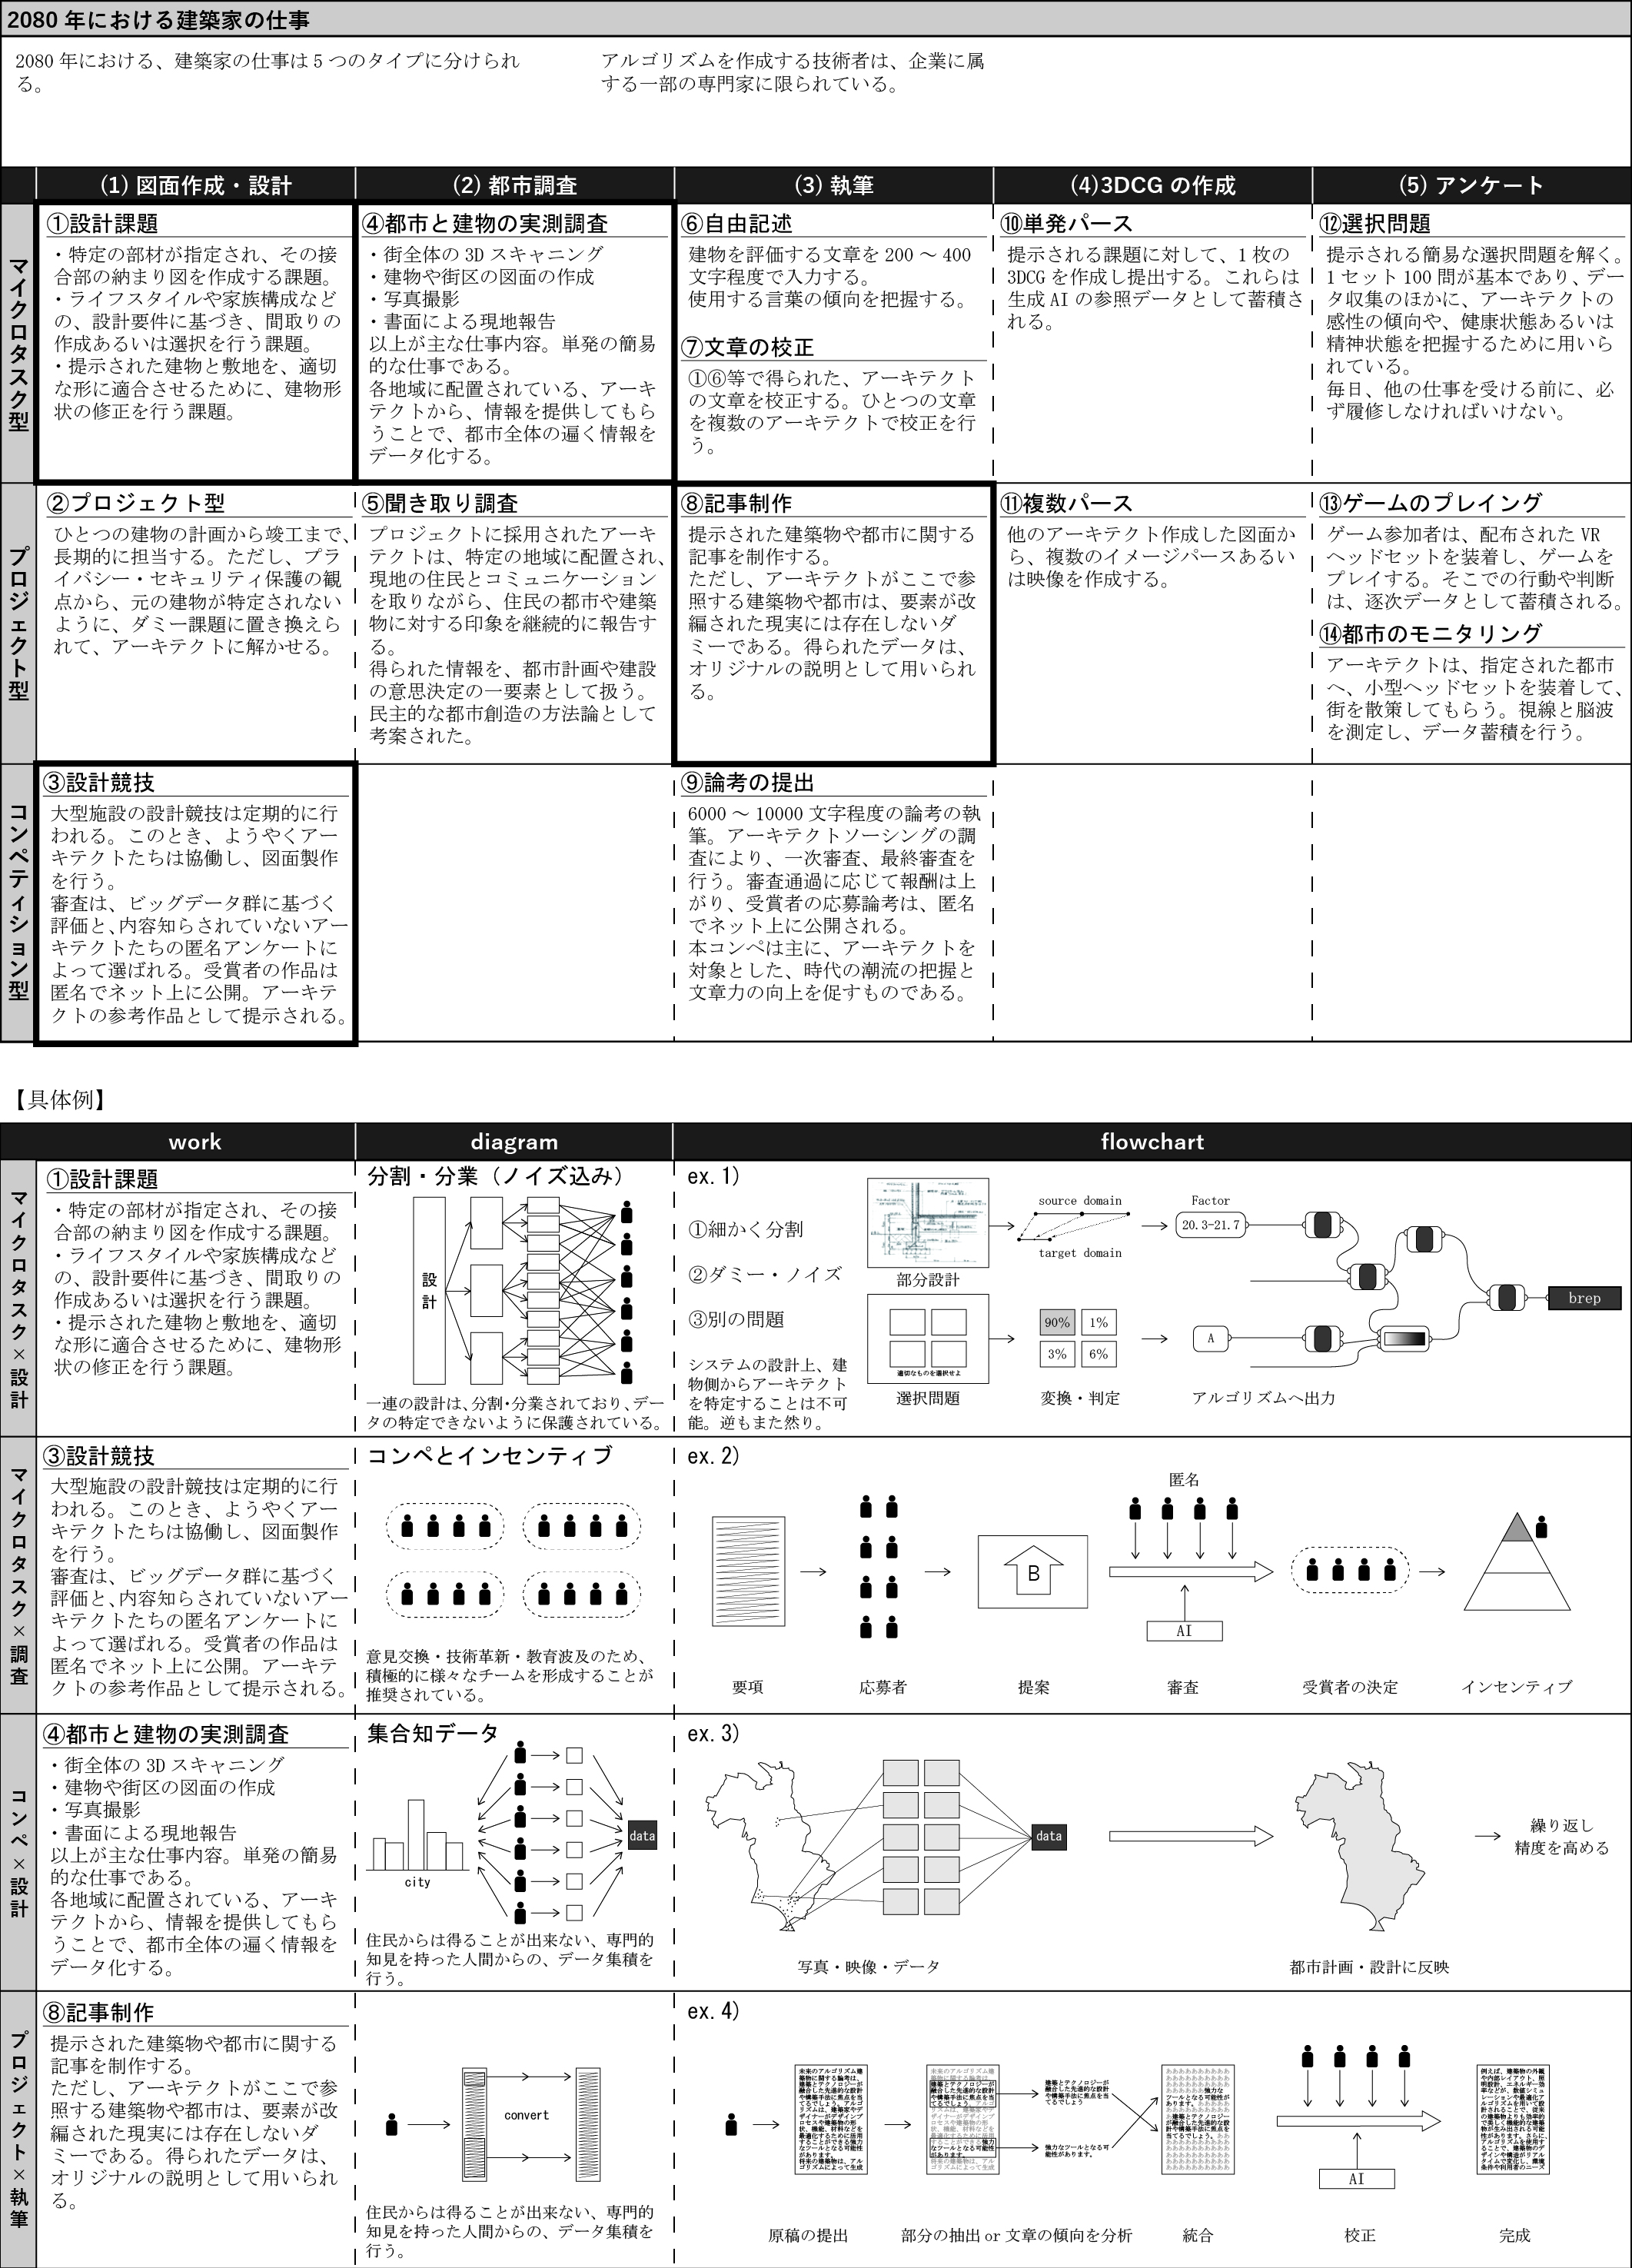 2080 年における建築家の仕事
2080 年における、建築家の仕事は 5 つのタイプに分けられ
る。
アルゴリズムを作成する技術者は、企業に属
する一部の専門家に限られている。
(1) 図面作成・設計
(2) 都市調査
(3) 執筆
(4)3DCG の作成
(5) アンケート
マイクロタスク型
①設計課題
・特定の部材が指定され、その接
合部の納まり図を作成する課題。
・ライフスタイルや家族構成など
の、設計要件に基づき、間取りの
作成あるいは選択を行う課題。
・提示された建物と敷地を、適切
な形に適合させるために、建物形
状の修正を行う課題。
④都市と建物の実測調査
・街全体の 3D スキャニング
・建物や街区の図面の作成
・写真撮影
・書面による現地報告
以上が主な仕事内容。単発の簡易
的な仕事である。
各地域に配置されている、アーキ
テクトから、情報を提供してもら
うことで、都市全体の遍く情報を
データ化する。
⑥自由記述
建物を評価する文章を 200 ～ 400
文字程度で入力する。
使用する言葉の傾向を把握する。
⑦文章の校正
①⑥等で得られた、アーキテクト
の文章を校正する。ひとつの文章
を複数のアーキテクトで校正を行
う。
⑩単発パース
提示される課題に対して、1 枚の
3DCG を作成し提出する。これらは
生成 AI の参照データとして蓄積さ
れる。
⑫選択問題
提示される簡易な選択問題を解く。
1 セット 100 問が基本であり、デー
タ収集のほかに、アーキテクトの
感性の傾向や、健康状態あるいは
精神状態を把握するために用いら
れている。
毎日、他の仕事を受ける前に、必
ず履修しなければいけない。
プロジェクト型
②プロジェクト型
ひとつの建物の計画から竣工まで、
長期的に担当する。ただし、プラ
イバシー・セキュリティ保護の観
点から、元の建物が特定されない
ように、ダミー課題に置き換えら
れて、アーキテクトに解かせる。
⑤聞き取り調査
プロジェクトに採用されたアーキ
テクトは、特定の地域に配置され、
現地の住民とコミュニケーション
を取りながら、住民の都市や建築
物に対する印象を継続的に報告す
る。
得られた情報を、都市計画や建設
の意思決定の一要素として扱う。
民主的な都市創造の方法論として
考案された。
⑧記事制作
提示された建築物や都市に関する
記事を制作する。
ただし、アーキテクトがここで参
照する建築物や都市は、要素が改
編された現実には存在しないダ
ミーである。得られたデータは、
オリジナルの説明として用いられ
る。
⑪複数パース
他のアーキテクト作成した図面か
ら、複数のイメージパースあるい
は映像を作成する。
⑬ゲームのプレイング
ゲーム参加者は、配布された VR
ヘッドセットを装着し、ゲームを
プレイする。そこでの行動や判断
は、逐次データとして蓄積される。
⑭都市のモニタリング
アーキテクトは、指定された都市
へ、小型ヘッドセットを装着して、
街を散策してもらう。視線と脳波
を測定し、データ蓄積を行う。
コンペティション型
③設計競技
大型施設の設計競技は定期的に行
われる。このとき、ようやくアー
キテクトたちは協働し、図面製作
を行う。
審査は、ビッグデータ群に基づく
評価と、内容知らされていないアー
キテクトたちの匿名アンケートに
よって選ばれる。受賞者の作品は
匿名でネット上に公開。アーキテ
クトの参考作品として提示される。
⑨論考の提出
6000 ～ 10000 文字程度の論考の執
筆。アーキテクトソーシングの調
査により、一次審査、最終審査を
行う。審査通過に応じて報酬は上
がり、受賞者の応募論考は、匿名
でネット上に公開される。
本コンペは主に、アーキテクトを
対象とした、時代の潮流の把握と
文章力の向上を促すものである。
【具体例】
work
diagram
flowchart
マイクロタスク×設計
①設計課題
・特定の部材が指定され、その接
合部の納まり図を作成する課題。
・ライフスタイルや家族構成など
の、設計要件に基づき、間取りの
作成あるいは選択を行う課題。
・提示された建物と敷地を、適切
な形に適合させるために、建物形
状の修正を行う課題。
分割・分業（ノイズ込み）
設計
一連の設計は、分割・分業されており、デー
タの特定できないように保護されている。
ex. 1)
①細かく分割
②ダミー・ノイズ
③別の問題
システムの設計上、建
物側からアーキテクト
を特定することは不可
能。逆もまた然り。
部分設計
適切なものを選択せよ
選択問題
source domain
target domain
90%
1%
3%
6%
変換・判定
Factor
20.3-21.7
A
brep
アルゴリズムへ出力
マイクロタスク×調査
③設計競技
大型施設の設計競技は定期的に行
われる。このとき、ようやくアー
キテクトたちは協働し、図面製作
を行う。
審査は、ビッグデータ群に基づく
評価と、内容知らされていないアー
キテクトたちの匿名アンケートに
よって選ばれる。受賞者の作品は
匿名でネット上に公開。アーキテ
クトの参考作品として提示される。
コンペとインセンティブ
意見交換・技術革新・教育波及のため、
積極的に様々なチームを形成することが
推奨されている。
ex. 2)
B
匿名
AI
要項
応募者
提案
審査
受賞者の決定
インセンティブ
コンペ×設計
④都市と建物の実測調査
・街全体の 3D スキャニング
・建物や街区の図面の作成
・写真撮影
・書面による現地報告
以上が主な仕事内容。単発の簡易
的な仕事である。
各地域に配置されている、アーキ
テクトから、情報を提供してもら
うことで、都市全体の遍く情報を
データ化する。
集合知データ
city
data
住民からは得ることが出来ない、専門的
知見を持った人間からの、データ集積を
行う。
ex. 3)
data
写真・映像・データ
都市計画・設計に反映
繰り返し
精度を高める
プロジェクト×執筆
⑧記事制作
提示された建築物や都市に関する
記事を制作する。
ただし、アーキテクトがここで参
照する建築物や都市は、要素が改
編された現実には存在しないダ
ミーである。得られたデータは、
オリジナルの説明として用いられ
る。
convert
住民からは得ることが出来ない、専門的
知見を持った人間からの、データ集積を
行う。
ex. 4)
建築とテクノロジーが
融合した先進的な設計
や構築手法に焦点を当
てるでしょう
強力なツールとなる可
能性があります。
AI
原稿の提出
部分の抽出 or 文章の傾向を分析
統合
校正
完成